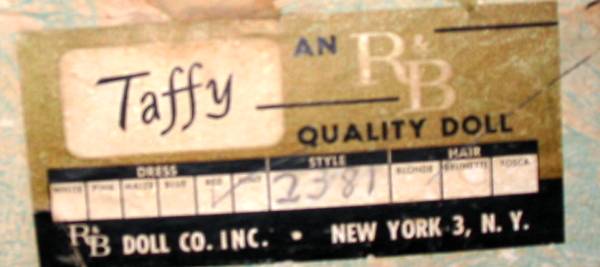 AN R&B
Taffy
QUALITY DOLL
DRESS STYLE HAIR
WHITE PINK MAIZE BLUE RED 2381 BLONDE BRUNETTE TOSCA
R&B DOLL CO. INC. • NEW YORK 3, N. Y.